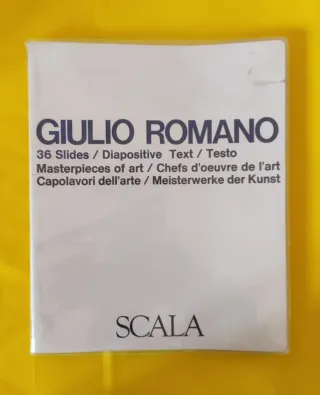 GIULIO ROMANO
36 Slides / Diapositive Text / Testo
Masterpieces of art / Chefs d'oeuvre de l'art
Capolavori dell'arte / Meisterwerke der Kunst
SCALA